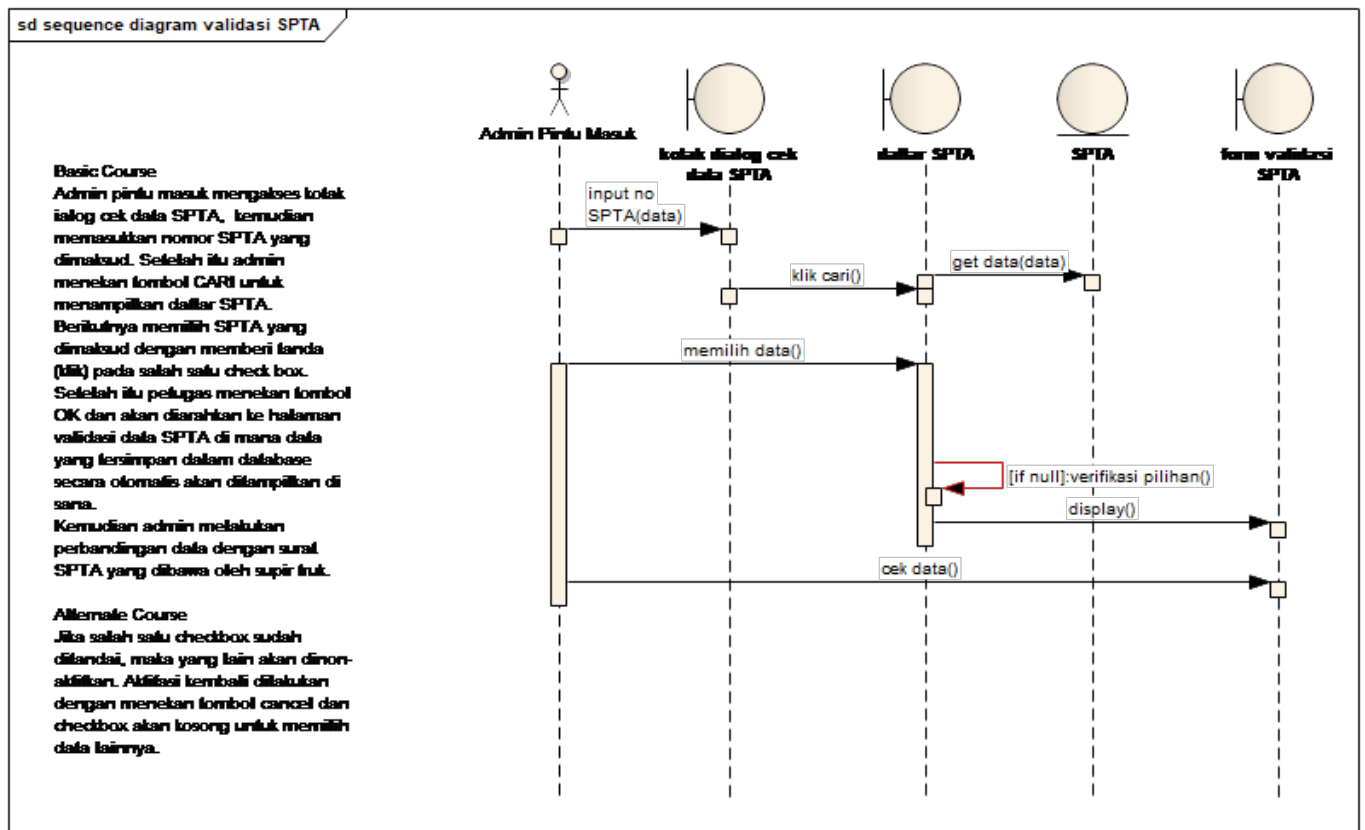 sd sequence diagram validasi SPTA
Admin Pintu Masuk
kotak dialog cek
data SPTA
daftar SPTA
SPTA
form validasi
SPTA
Basic Course
Admin pintu masuk mengakses kotak
ialog cek data SPTA, kemudian
memasukkan nomor SPTA yang
dimaksud. Setelah itu admin
menekan tombol CARI untuk
menampilkan daftar SPTA.
Berikutnya memilih SPTA yang
dimaksud dengan memberi tanda
(klik) pada salah satu check box.
Setelah itu petugas menekan tombol
OK dan akan diarahkan ke halaman
validasi data SPTA di mana data
yang tersimpan dalam database
secara otomatis akan ditampilkan di
sana.
Kemudian admin melakukan
perbandingan data dengan surat
SPTA yang dibawa oleh supir truk.
Alternate Course
Jika salah satu checkbox sudah
ditandai, maka yang lain akan dinon-
aktifkan. Aktifasi kembali dilakukan
dengan menekan tombol cancel dan
checkbox akan kosong untuk memilih
data lainnya.
input no
SPTA(data)
klik cari()
get data(data)
memilih data()
[if null]:verifikasi pilihan()
display()
cek data()